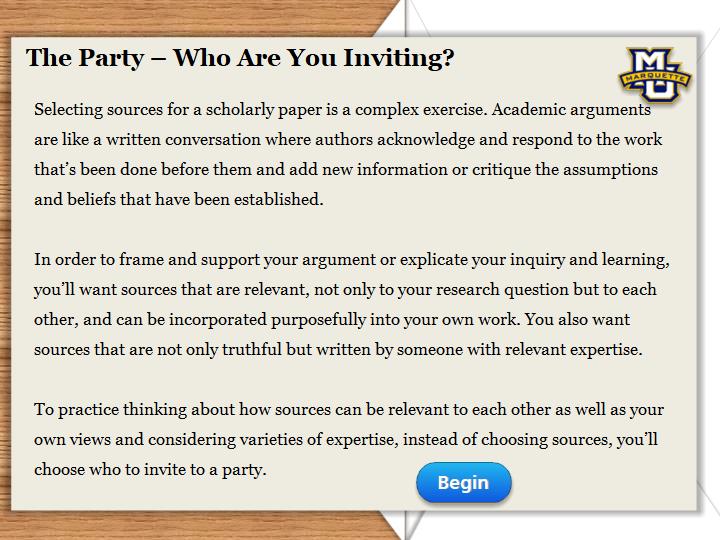 The Party – Who Are You Inviting?
MU
MARQUETTE
Selecting sources for a scholarly paper is a complex exercise. Academic arguments
are like a written conversation where authors acknowledge and respond to the work
that's been done before them and add new information or critique the assumptions
and beliefs that have been established.
In order to frame and support your argument or explicate your inquiry and learning,
you'll want sources that are relevant, not only to your research question but to each
other, and can be incorporated purposefully into your own work. You also want
sources that are not only truthful but written by someone with relevant expertise.
To practice thinking about how sources can be relevant to each other as well as your
own views and considering varieties of expertise, instead of choosing sources, you'll
choose who to invite to a party.
Begin